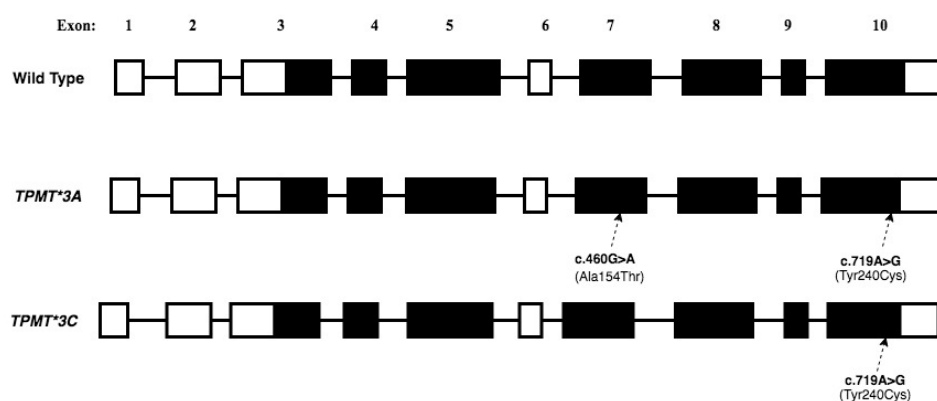 Exon: 1 2 3 4 5 6 7 8 9 10
Wild Type
TPMT*3A
c.460G>A
(Ala154Thr)
c.719A>G
(Tyr240Cys)
TPMT*3C
c.719A>G
(Tyr240Cys)